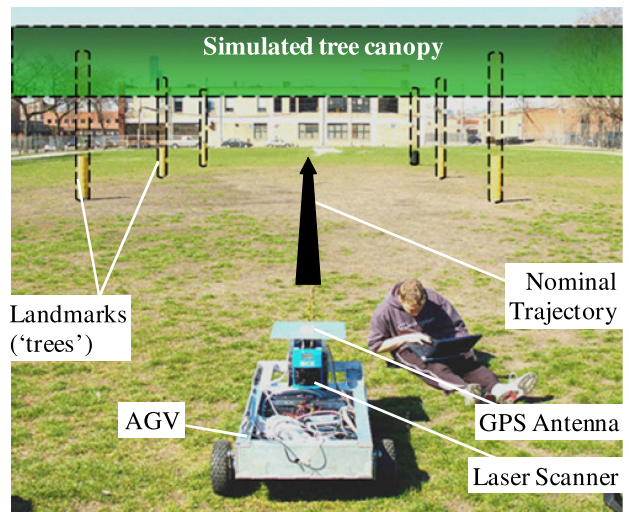 Simulated tree canopy
Nominal
Trajectory
Landmarks
(‘trees’)
AGV
GPS Antenna
Laser Scanner